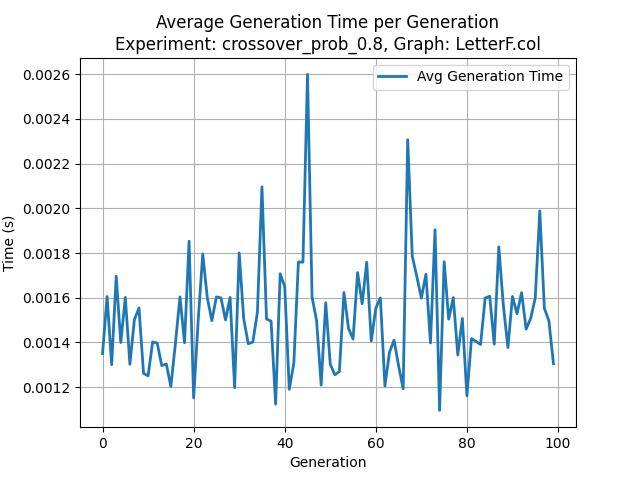 Average Generation Time per Generation
Experiment: crossover_prob_0.8, Graph: LetterF.col
Avg Generation Time
0.0026
0.0024
0.0022
0.0020
0.0018
0.0016
0.0014
0.0012
Time (s)
0 20 40 60 80 100
Generation